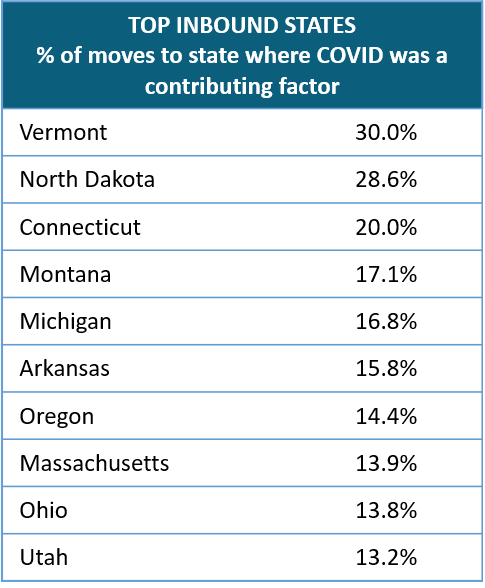 TOP INBOUND STATES
% of moves to state where COVID was a
contributing factor
Vermont 30.0%
North Dakota 28.6%
Connecticut 20.0%
Montana 17.1%
Michigan 16.8%
Arkansas 15.8%
Oregon 14.4%
Massachusetts 13.9%
Ohio 13.8%
Utah 13.2%